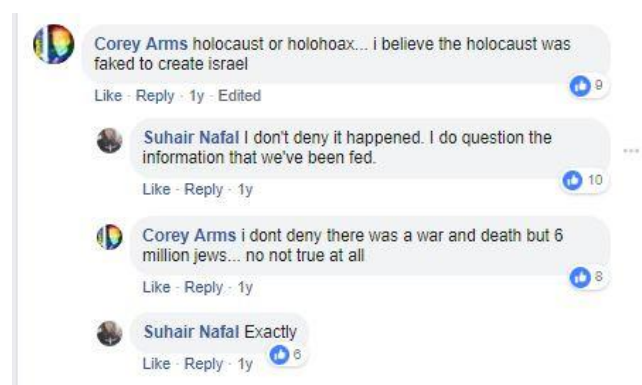 Corey Arms holocaust or holohoax... i believe the holocaust was
faked to create israel
9
Like · Reply · 1y · Edited
Suhair Nafal I don't deny it happened. I do question the
information that we've been fed.
10
Like · Reply · 1y
Corey Arms i dont deny there was a war and death but 6
million jews... no not true at all
8
Like · Reply · 1y
Suhair Nafal Exactly
6
Like · Reply · 1y